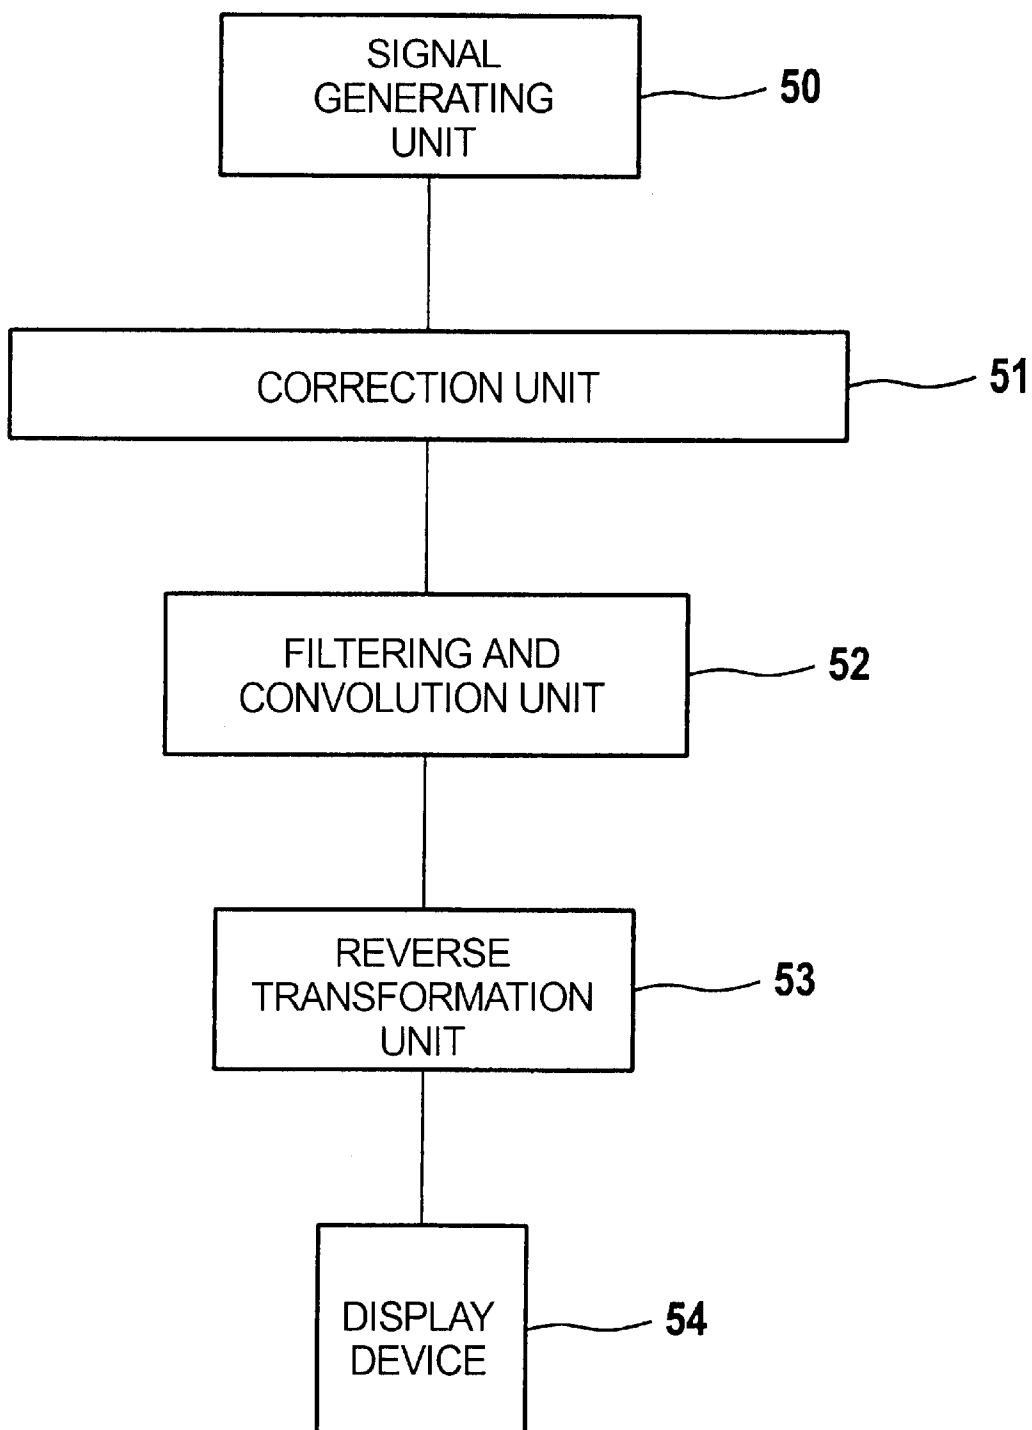 SIGNAL
GENERATING
UNIT
50
CORRECTION UNIT
51
FILTERING AND
CONVOLUTION UNIT
52
REVERSE
TRANSFORMATION
UNIT
53
DISPLAY
DEVICE
54